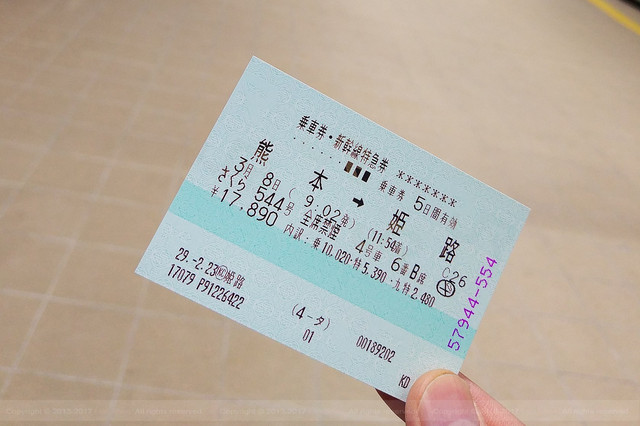 乗車券・新幹線特急券 *******
乗車券 5日間有効
熊本 → 姫路
3月 8日 ( 9:02発) (11:54着) C26
さくら 544号 全席禁煙 4号車 6番B席
¥17,890 内訳:乗10,020・特5,390・九特2,480
29.-2.23 姫路
17079 P91226422
(4-タ)
01 00189202
KD
57944-554